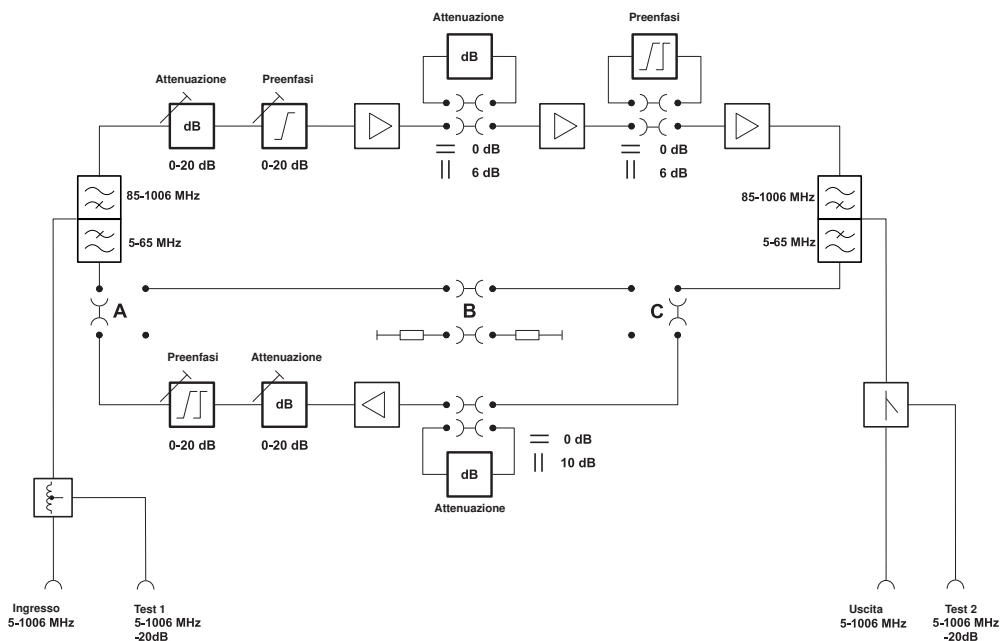 Attenuazione
dB
Preenfasi
Attenuazione
dB
0-20 dB
Preenfasi
0-20 dB
0 dB
6 dB
0 dB
6 dB
85-1006 MHz
5-65 MHz
85-1006 MHz
5-65 MHz
A
B
C
Preenfasi
0-20 dB
Attenuazione
dB
0-20 dB
0 dB
10 dB
dB
Attenuazione
Ingresso
5-1006 MHz
Test 1
5-1006 MHz
-20dB
Uscita
5-1006 MHz
Test 2
5-1006 MHz
-20dB